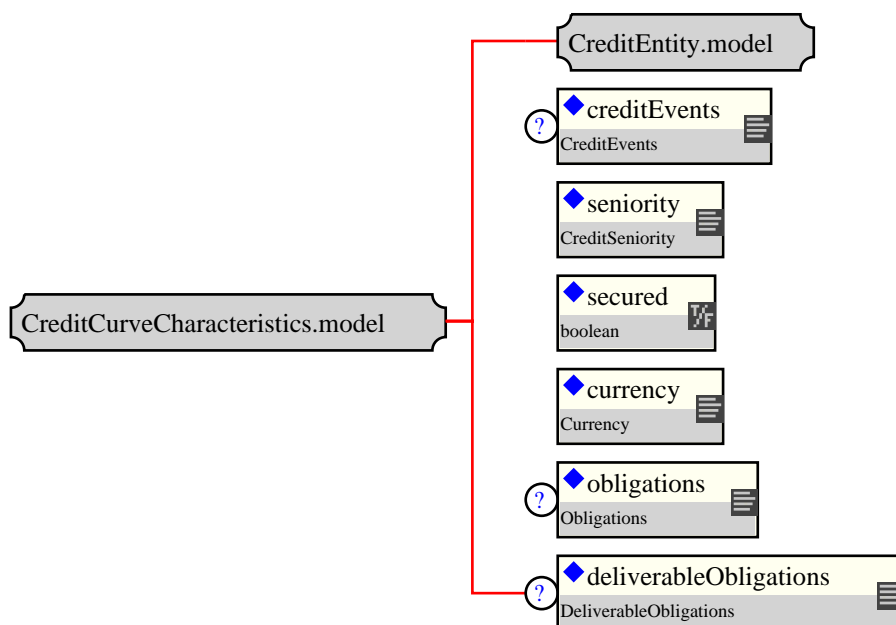 CreditEntity.model
?
creditEvents
CreditEvents
seniority
CreditSeniority
CreditCurveCharacteristics.model
secured
boolean
T/F
currency
Currency
?
obligations
Obligations
?
deliverableObligations
DeliverableObligations